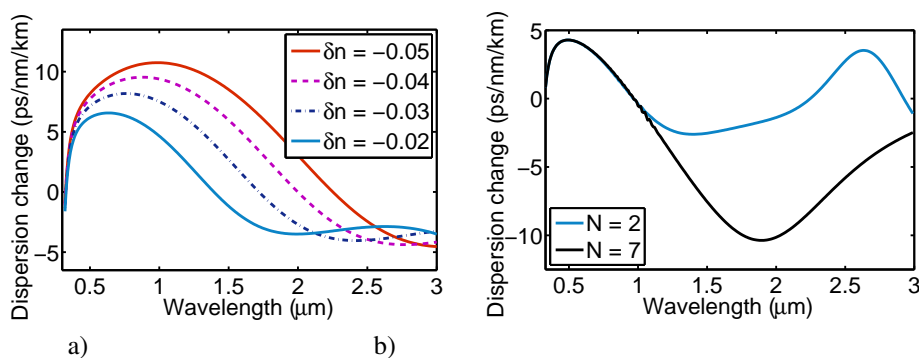 Dispersion change (ps/nm/km)
10
5
0
−5
0.5
1
1.5
2
2.5
3
Wavelength (μm)
δn = −0.05
δn = −0.04
δn = −0.03
δn = −0.02
a)
Dispersion change (ps/nm/km)
5
0
−5
−10
0.5
1
1.5
2
2.5
3
Wavelength (μm)
N = 2
N = 7
b)